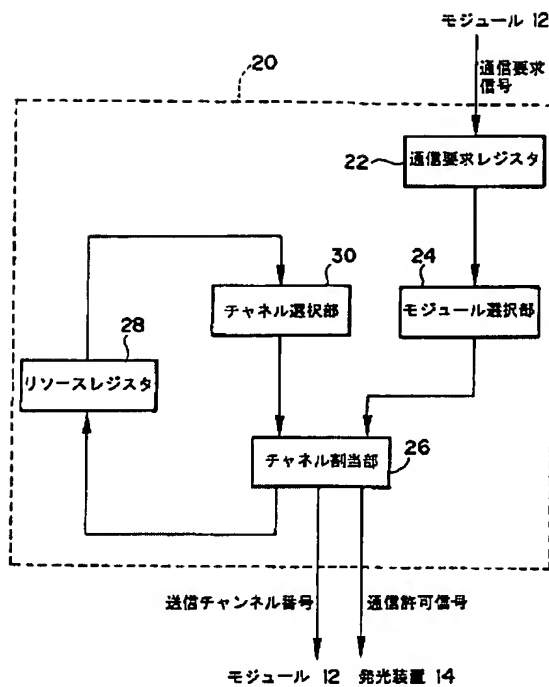 モジュール 12
通信要求
信号
20
22
通信要求レジスタ
30
24
チャネル選択部
モジュール選択部
28
リソースレジスタ
チャネル割当部
26
送信チャンネル番号
通信許可信号
モジュール 12
発光装置 14